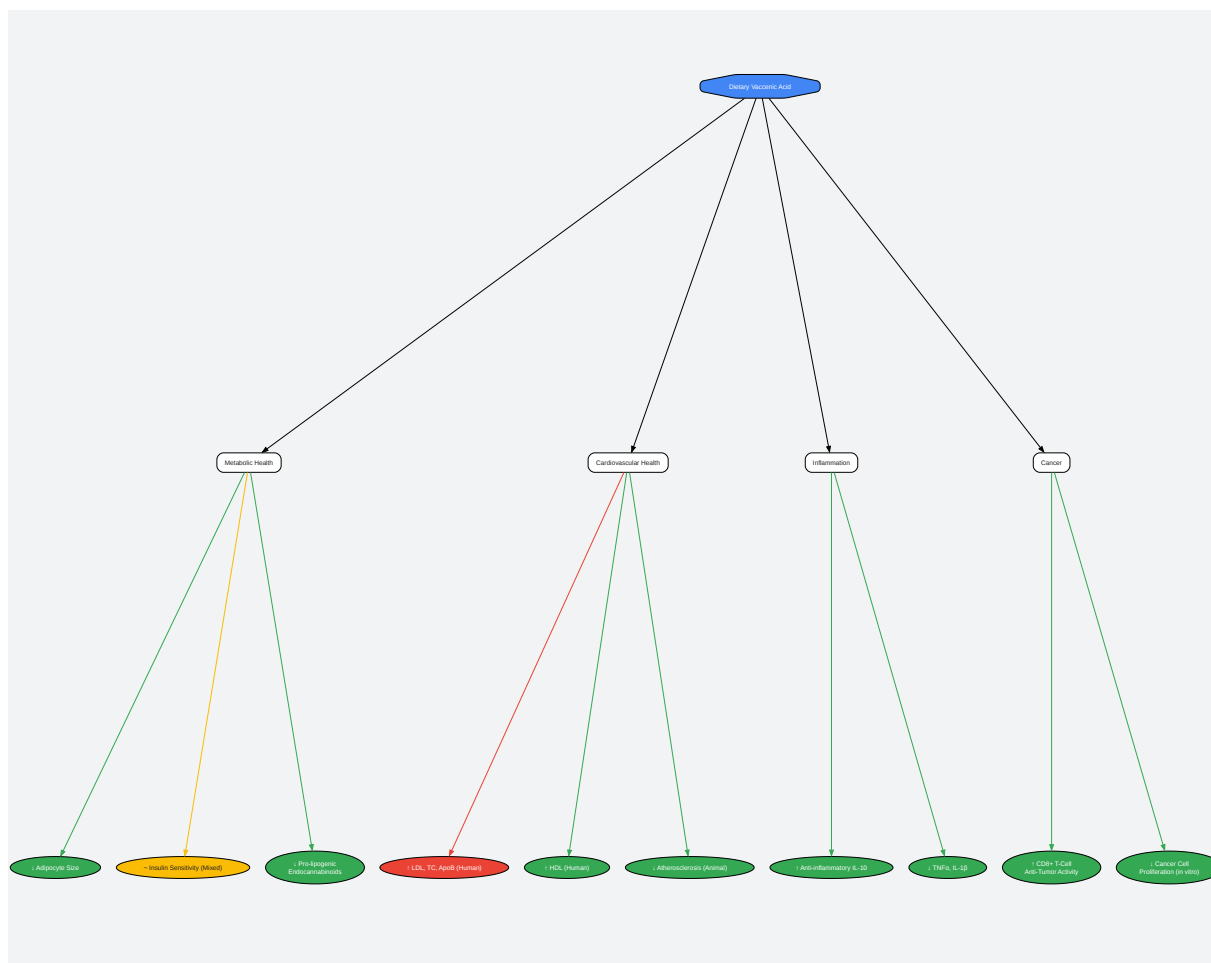 Dietary Vaccenic Acid
Metabolic Health
Cardiovascular Health
Inflammation
Cancer
↓ Adipocyte Size
~ Insulin Sensitivity (Mixed)
↓ Pro-lipogenic
Endocannabinoids
↑ LDL, TC, ApoB (Human)
↑ HDL (Human)
↓ Atherosclerosis (Animal)
↑ Anti-inflammatory IL-10
↓ TNFα, IL-1β
↑ CD8+ T-Cell
Anti-Tumor Activity
↓ Cancer Cell
Proliferation (in vitro)